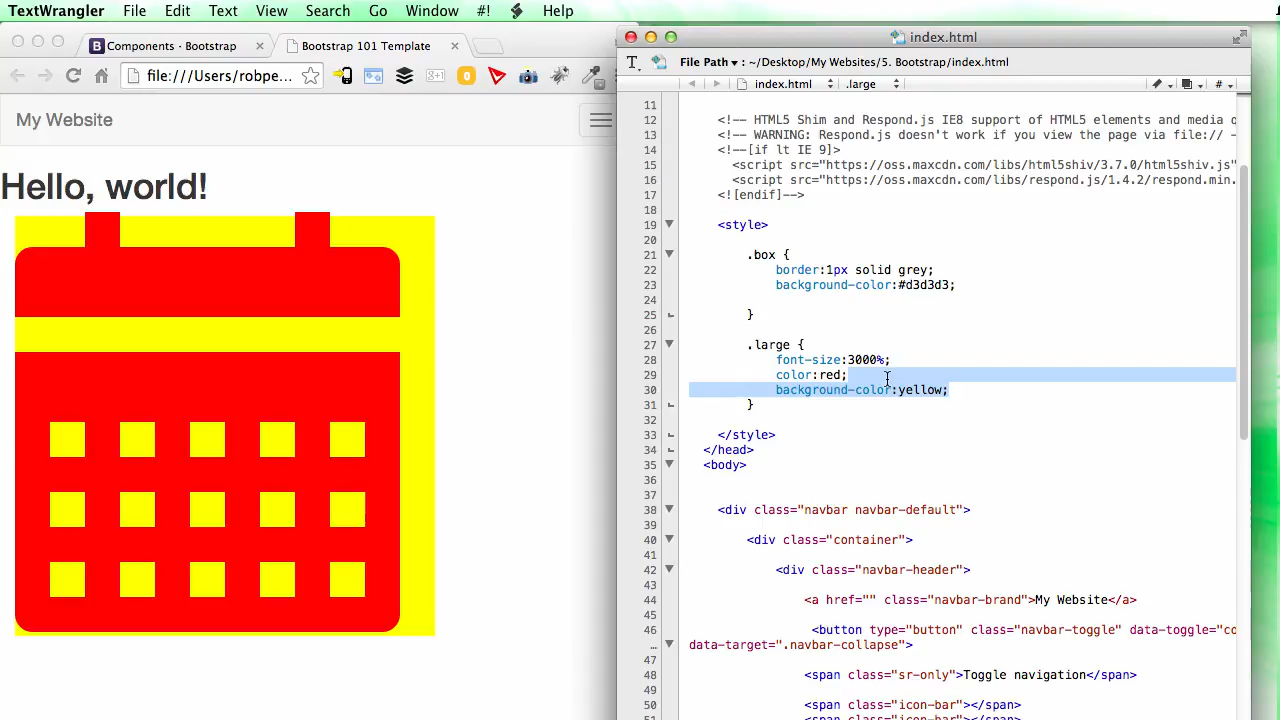 TextWrangler File Edit Text View Search Go Window #! Help
Components · Bootstrap
Bootstrap 101 Template
file:///Users/robpe...
My Website
Hello, world!
index.html
File Path : ~/Desktop/My Websites/5. Bootstrap/index.html
index.html .large #
11
12 <!-- HTML5 Shim and Respond.js IE8 support of HTML5 elements and media
13 <!-- WARNING: Respond.js doesn't work if you view the page via file://
14 <!--[if lt IE 9]>
15 <script src="https://oss.maxcdn.com/libs/html5shiv/3.7.0/html5shiv.js"
16 <script src="https://oss.maxcdn.com/libs/respond.js/1.4.2/respond.min.
17 <![endif]-->
18
19 <style>
20
21 .box {
22 border:1px solid grey;
23 background-color:#d3d3d3;
24
25 }
26
27 .large {
28 font-size:3000%;
29 color:red;
30 background-color:yellow;
31 }
32
33 </style>
34 </head>
35 <body>
36
37
38 <div class="navbar navbar-default">
39
40 <div class="container">
41
42 <div class="navbar-header">
43
44 <a href="" class="navbar-brand">My Website</a>
45
46 <button type="button" class="navbar-toggle" data-toggle="co
… data-target=".navbar-collapse">
47
48 <span class="sr-only">Toggle navigation</span>
49
50 <span class="icon-bar"></span>
51 <span class="icon-bar"></span>